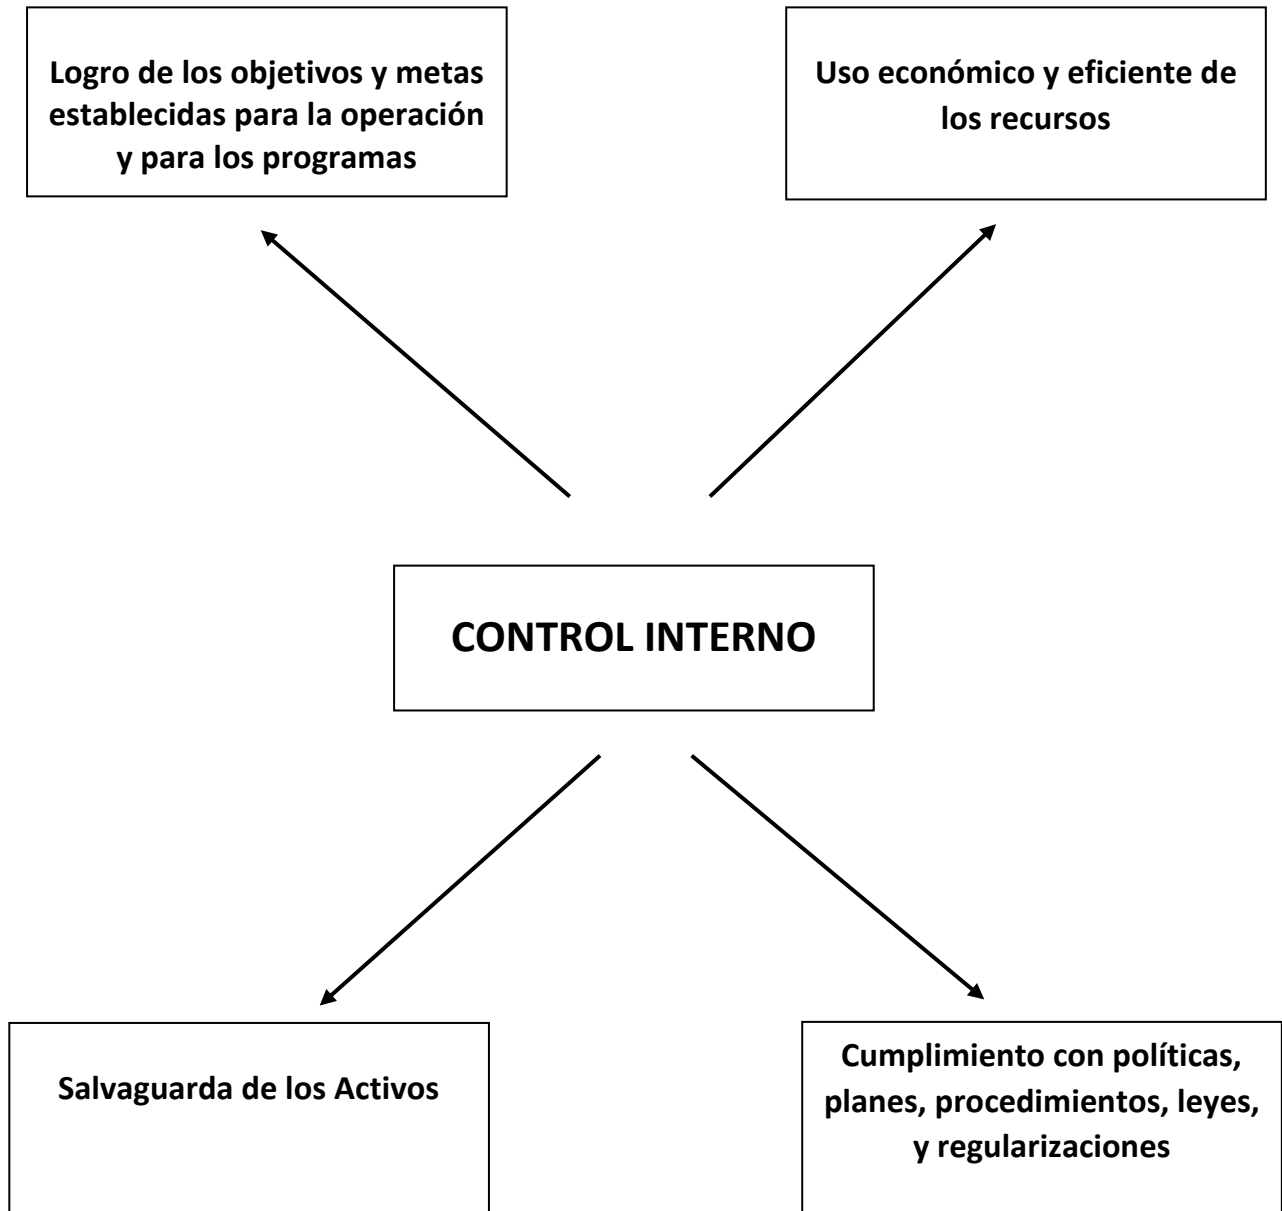 Logro de los objetivos y metas
establecidas para la operación
y para los programas
Uso económico y eficiente de
los recursos
CONTROL INTERNO
Salvaguarda de los Activos
Cumplimiento con políticas,
planes, procedimientos, leyes,
y regularizaciones